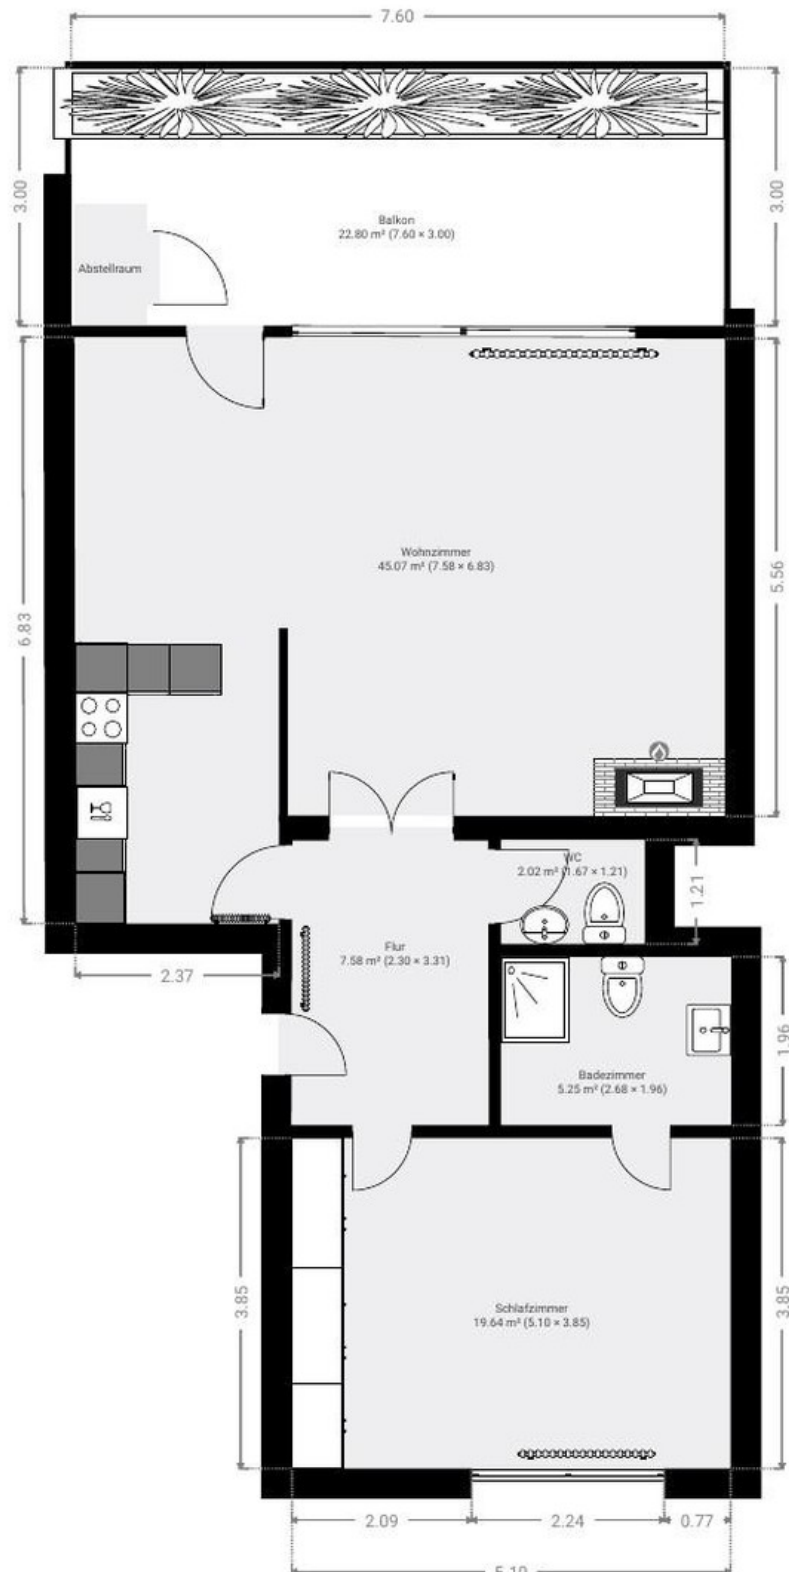 7.60
3.00
3.00
Balkon
22.80 m² (7.60 × 3.00)
Abstellraum
Wohnzimmer
45.07 m² (7.58 × 6.83)
5.56
6.83
WC
2.02 m² (1.67 × 1.21)
1.21
Flur
7.58 m² (2.30 × 3.31)
2.37
1.96
Badezimmer
5.25 m² (2.68 × 1.96)
3.85
3.85
Schlafzimmer
19.64 m² (5.10 × 3.85)
2.09
2.24
0.77
5.10